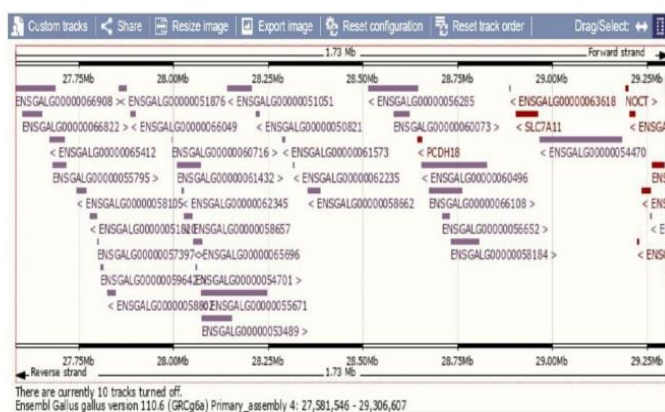 Custom tracks Share Resize image Export image Reset configuration Reset track order Drag/Select:
1.73 Mb Forward strand
27.75Mb 28.00Mb 28.25Mb 28.50Mb 28.75Mb 29.00Mb 29.25Mb
ENSGALG00000066908 >< ENSGALG00000051876 < ENSGALG00000051051 < ENSGALG00000056285 < ENSGALG00000063618 NOCT >
ENSGALG00000066822 > < ENSGALG00000066049 < ENSGALG00000050821 ENSGALG00000060073 > < SLC7A11 < ENSGA
< ENSGALG00000065412 ENSGALG00000060716 > < ENSGALG00000061573 < PCDH18 < ENSGALG00000054470
ENSGALG00000055795 > < ENSGALG00000061432 > < ENSGALG00000062235 < ENSGALG00000060496 ENS
< ENSGALG00000058105 < ENSGALG00000062345 < ENSGALG00000058662 ENSGALG00000066108 >
< ENSGALG00000051820 < ENSGALG00000058657 < ENSGALG00000056652 >
ENSGALG00000057397 < ENSGALG00000065696 ENSGALG00000058184 >
ENSGALG00000059642 < ENSGALG00000054701 >
< ENSGALG00000058802 < ENSGALG00000055671
ENSGALG00000053489 >
27.75Mb 28.00Mb 28.25Mb 28.50Mb 28.75Mb 29.00Mb 29.25Mb
Reverse strand 1.73 Mb
There are currently 10 tracks turned off.
Ensembl Gallus gallus version 110.6 (GRCg6a) Primary_assembly 4: 27,581,546 - 29,306,607